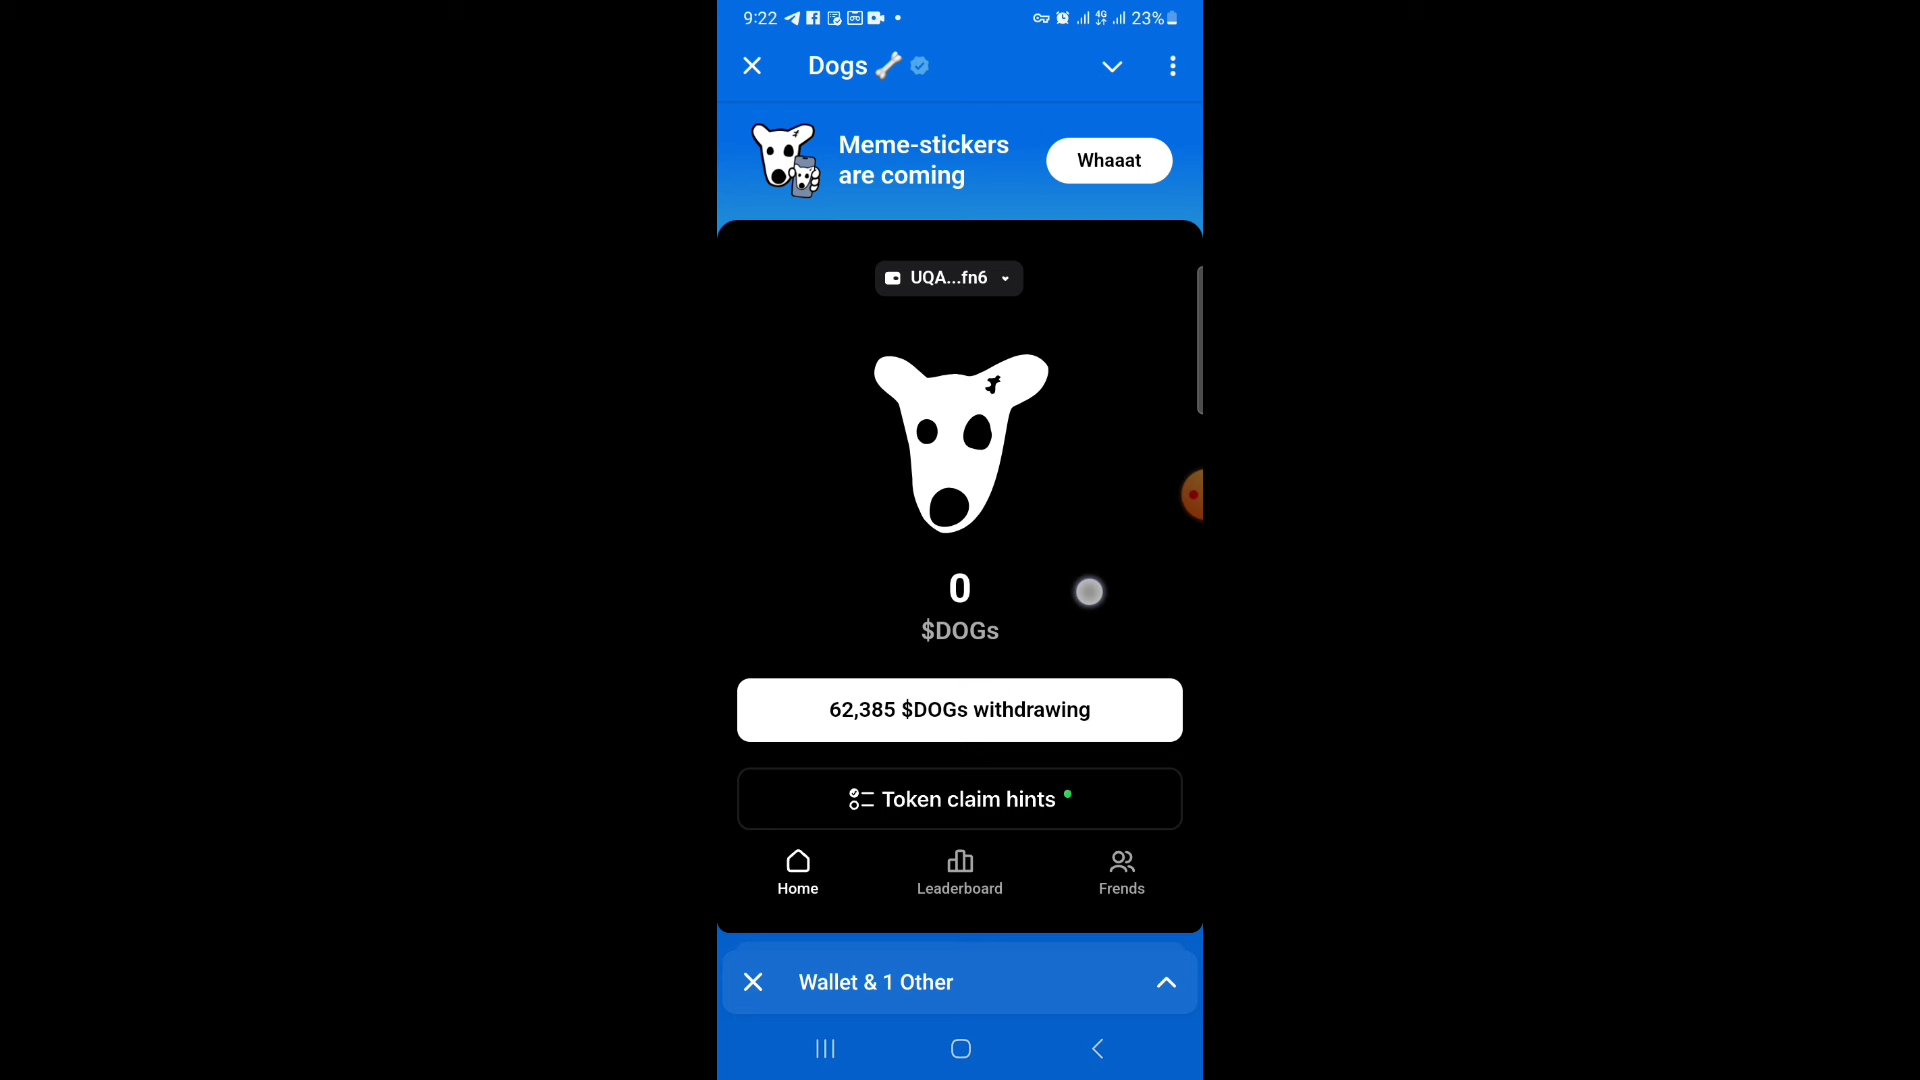 9:22 4G 23%
Dogs
Meme-stickers
are coming
Whaaat
UQA...fn6
0
$DOGs
62,385 $DOGs withdrawing
Token claim hints
Home Leaderboard Frends
Wallet & 1 Other